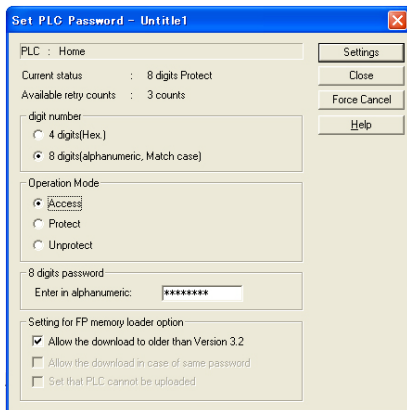 Set PLC Password - Untitle1
PLC : Home
Settings
Current status : 8 digits Protect
Close
Available retry counts : 3 counts
Force Cancel
digit number
Help
4 digits(Hex.)
8 digits(alphanumeric, Match case)
Operation Mode
Access
Protect
Unprotect
8 digits password
Enter in alphanumeric: ********
Setting for FP memory loader option
Allow the download to older than Version 3.2
Allow the download in case of same password
Set that PLC cannot be uploaded